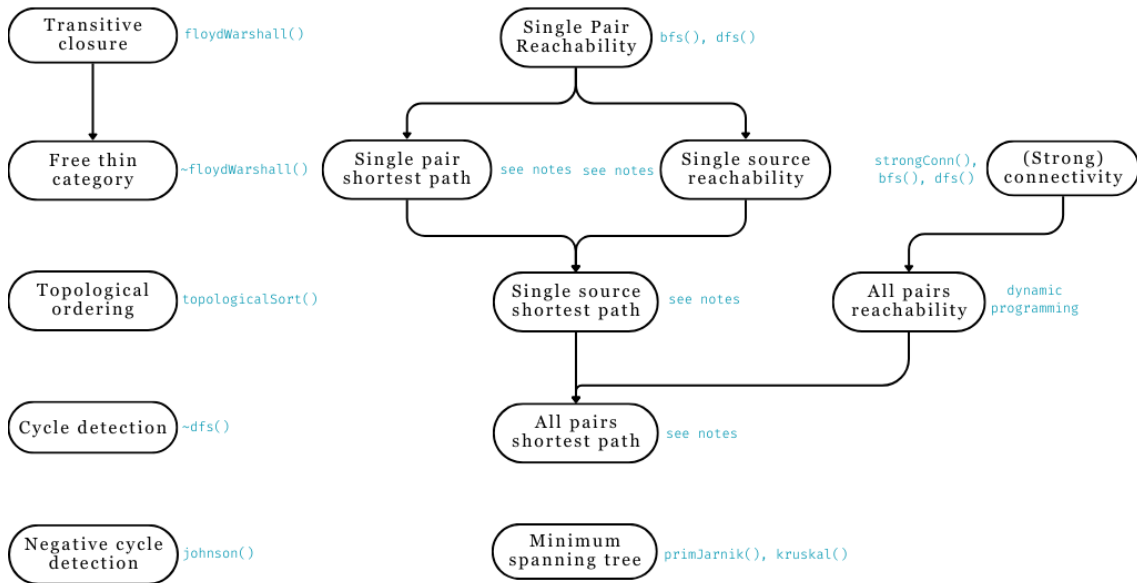 Transitive
closure
floydWarshall()
Single Pair
Reachability
bfs(), dfs()
Free thin
category
~floydWarshall()
Single pair
shortest path
see notes
see notes
Single source
reachability
strongConn(),
bfs(), dfs()
(Strong)
connectivity
Topological
ordering
topologicalSort()
Single source
shortest path
see notes
All pairs
reachability
dynamic
programming
Cycle detection
~dfs()
All pairs
shortest path
see notes
Negative cycle
detection
johnson()
Minimum
spanning tree
primJarnik(), kruskal()